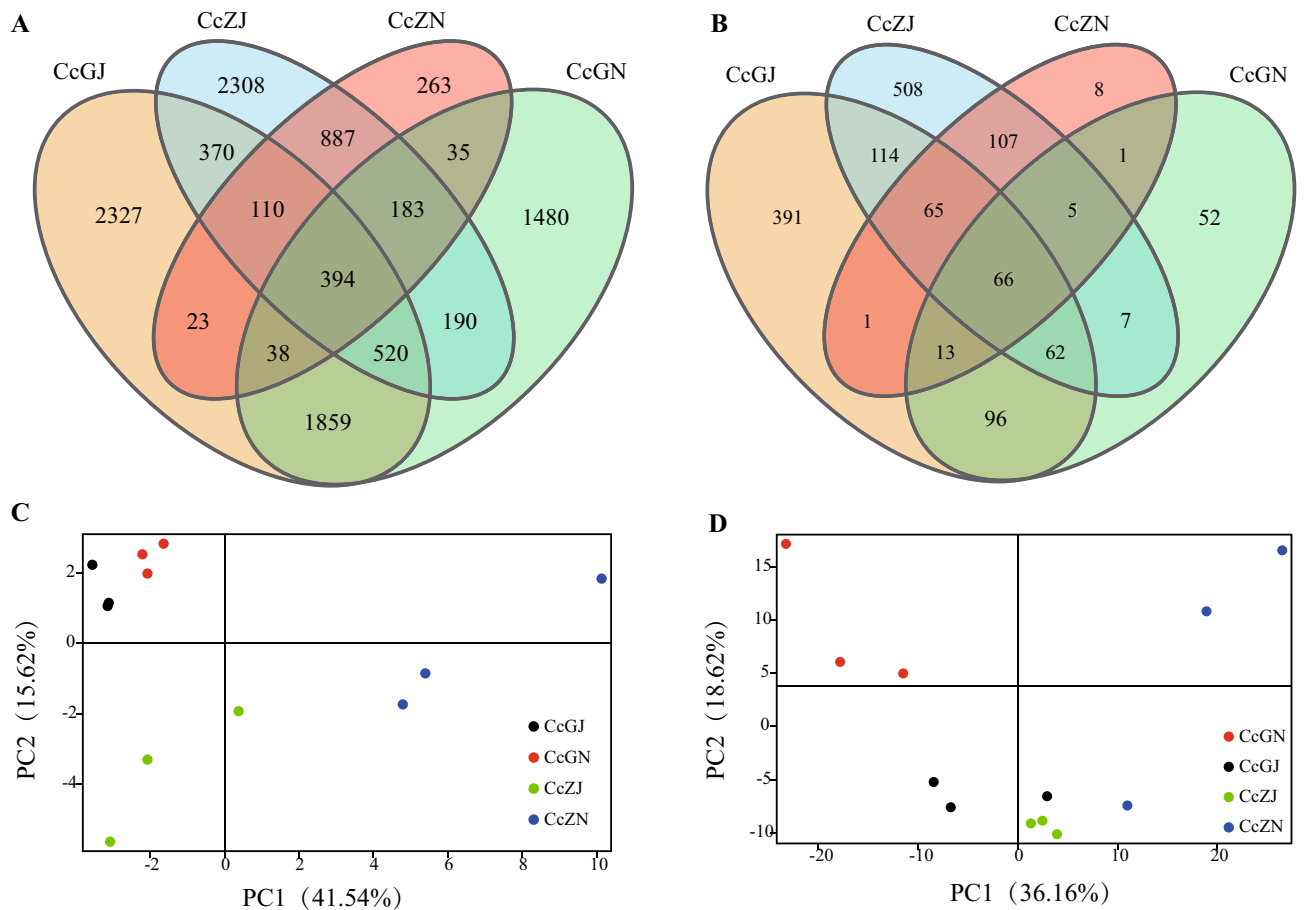 A
CcGJ
CcZJ
CcZN
CcGN
2308
263
370
887
35
2327
110
183
1480
394
23
190
38
520
1859
B
CcGJ
CcZJ
CcZN
CcGN
508
8
114
107
1
391
65
5
52
66
1
7
13
62
96
C
PC2（15.62%）
2
0
-2
-4
-2
0
2
4
6
8
10
PC1（41.54%）
CcGJ
CcGN
CcZJ
CcZN
D
PC2（18.62%）
15
10
5
0
-5
-10
-20
-10
0
10
20
PC1（36.16%）
CcGN
CcGJ
CcZJ
CcZN